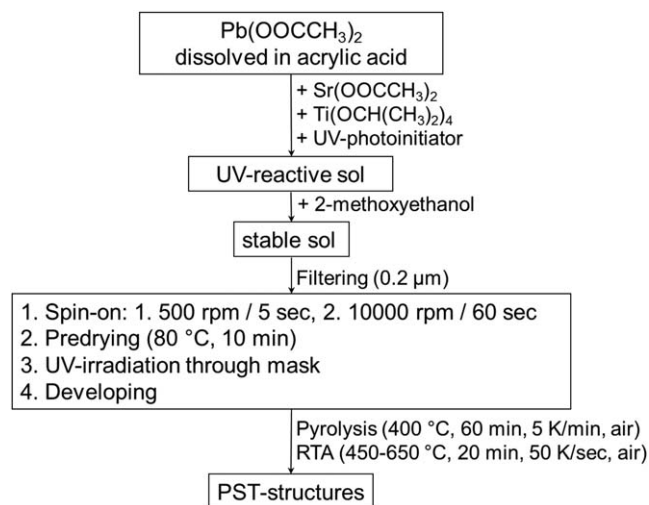 Pb(OOCCH₃)₂
dissolved in acrylic acid
+ Sr(OOCCH₃)₂
+ Ti(OCH(CH₃)₂)₄
+ UV-photoinitiator
UV-reactive sol
+ 2-methoxyethanol
stable sol
Filtering (0.2 µm)
1. Spin-on: 1. 500 rpm / 5 sec, 2. 10000 rpm / 60 sec
2. Predrying (80 °C, 10 min)
3. UV-irradiation through mask
4. Developing
Pyrolysis (400 °C, 60 min, 5 K/min, air)
RTA (450-650 °C, 20 min, 50 K/sec, air)
PST-structures